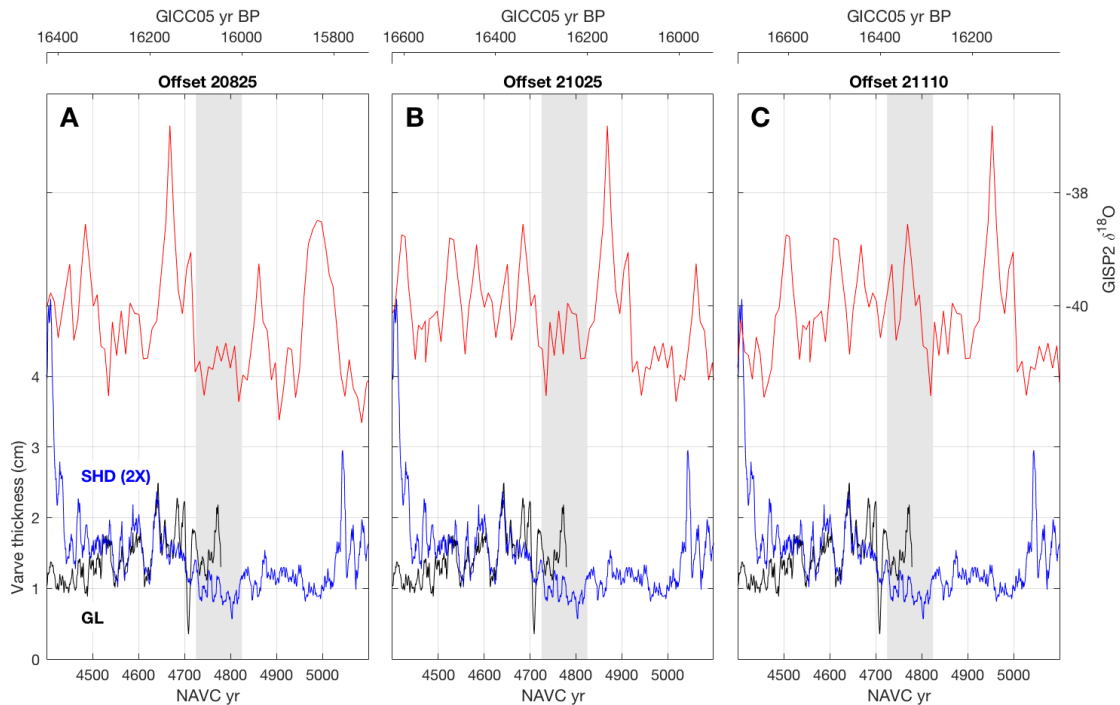 GICC05 yr BP
GICC05 yr BP
GICC05 yr BP
16400 16200 16000 15800
16600 16400 16200 16000
16600 16400 16200
Offset 20825
Offset 21025
Offset 21110
A
B
C
-38
-40
GISP2 δ18O
4
3
2
1
0
Varve thickness (cm)
SHD (2X)
GL
4500 4600 4700 4800 4900 5000
4500 4600 4700 4800 4900 5000
4500 4600 4700 4800 4900 5000
NAVC yr
NAVC yr
NAVC yr